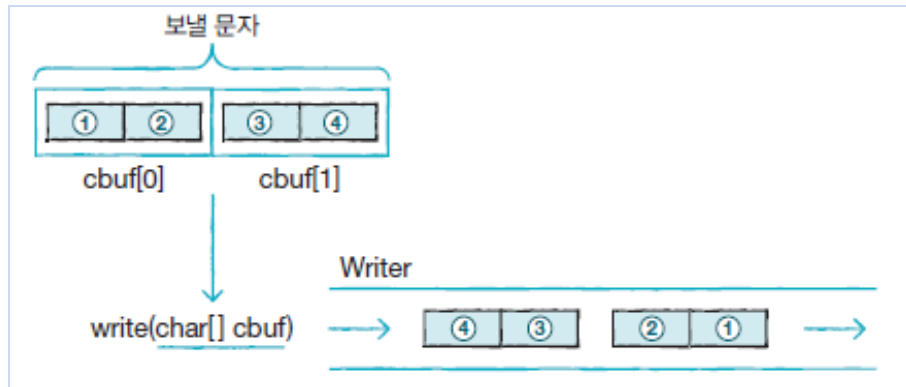 보낼 문자
① ② ③ ④
cbuf[0] cbuf[1]
Writer
write(char[] cbuf) ④ ③ ② ①